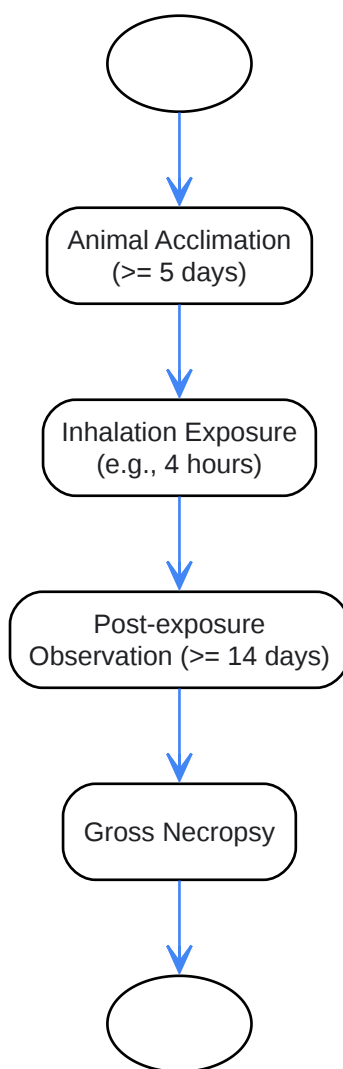 Animal Acclimation
(>= 5 days)
Inhalation Exposure
(e.g., 4 hours)
Post-exposure
Observation (>= 14 days)
Gross Necropsy